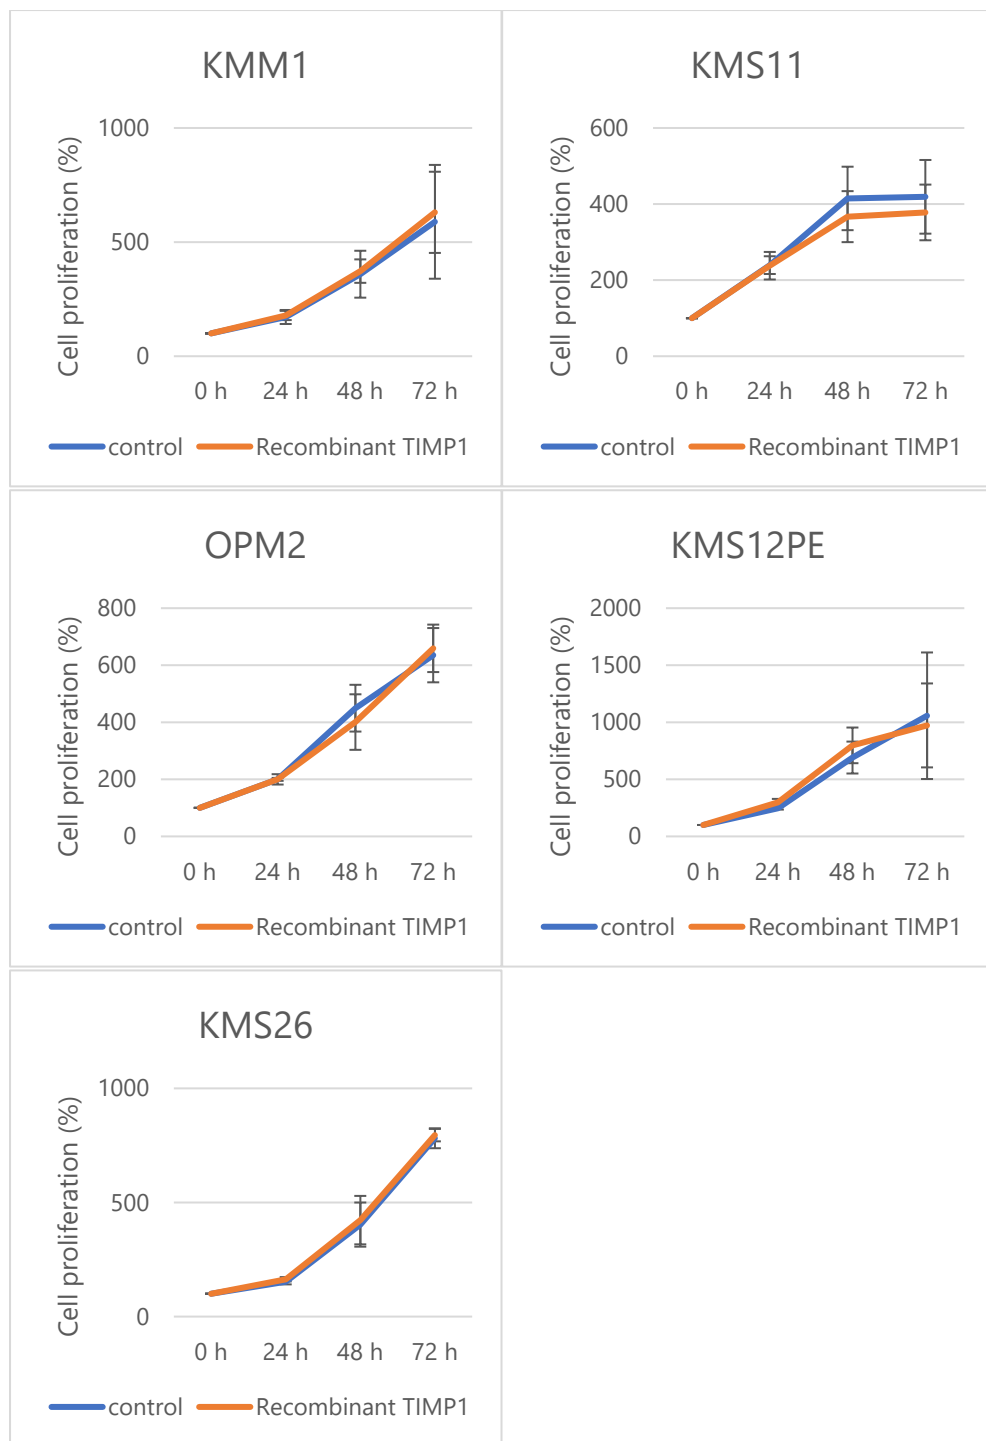 KMM1
Cell proliferation (%)
1000
500
0
0 h 24 h 48 h 72 h
control Recombinant TIMP1
KMS11
Cell proliferation (%)
600
400
200
0
0 h 24 h 48 h 72 h
control Recombinant TIMP1
OPM2
Cell proliferation (%)
800
600
400
200
0
0 h 24 h 48 h 72 h
control Recombinant TIMP1
KMS12PE
Cell proliferation (%)
2000
1500
1000
500
0
0 h 24 h 48 h 72 h
control Recombinant TIMP1
KMS26
Cell proliferation (%)
1000
500
0
0 h 24 h 48 h 72 h
control Recombinant TIMP1